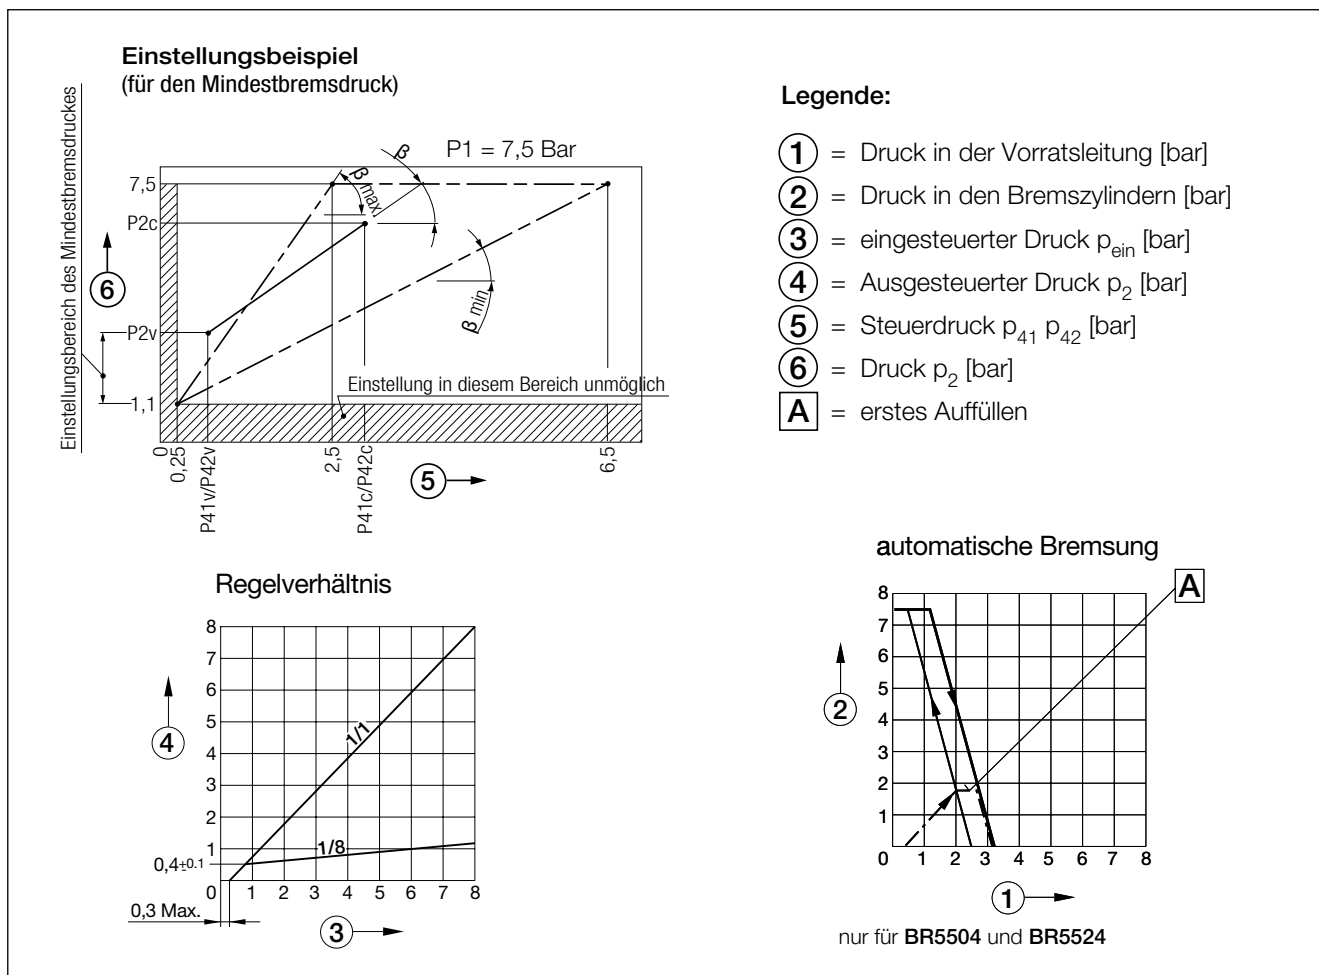 Einstellungsbeispiel
(für den Mindestbremsdruck)
Einstellungsbereich des Mindestbremsdruckes
P1 = 7,5 Bar
β
β max.
β min.
7,5
P2c
6
P2v
1,1
Einstellung in diesem Bereich unmöglich
0
0,25
P41v/P42v
2,5
P41c/P42c
6,5
5
Legende:
1 = Druck in der Vorratsleitung [bar]
2 = Druck in den Bremszylindern [bar]
3 = eingesteuerter Druck p ein [bar]
4 = Ausgesteuerter Druck p2 [bar]
5 = Steuerdruck p41 p42 [bar]
6 = Druck p2 [bar]
A = erstes Auffüllen
Regelverhältnis
8
7
6
5
4
3
2
1
4
1/1
1/8
0,4±0.1
0 1 2 3 4 5 6 7 8
0,3 Max.
3
automatische Bremsung
A
8
7
6
5
4
3
2
1
2
0 1 2 3 4 5 6 7 8
1
nur für BR5504 und BR5524